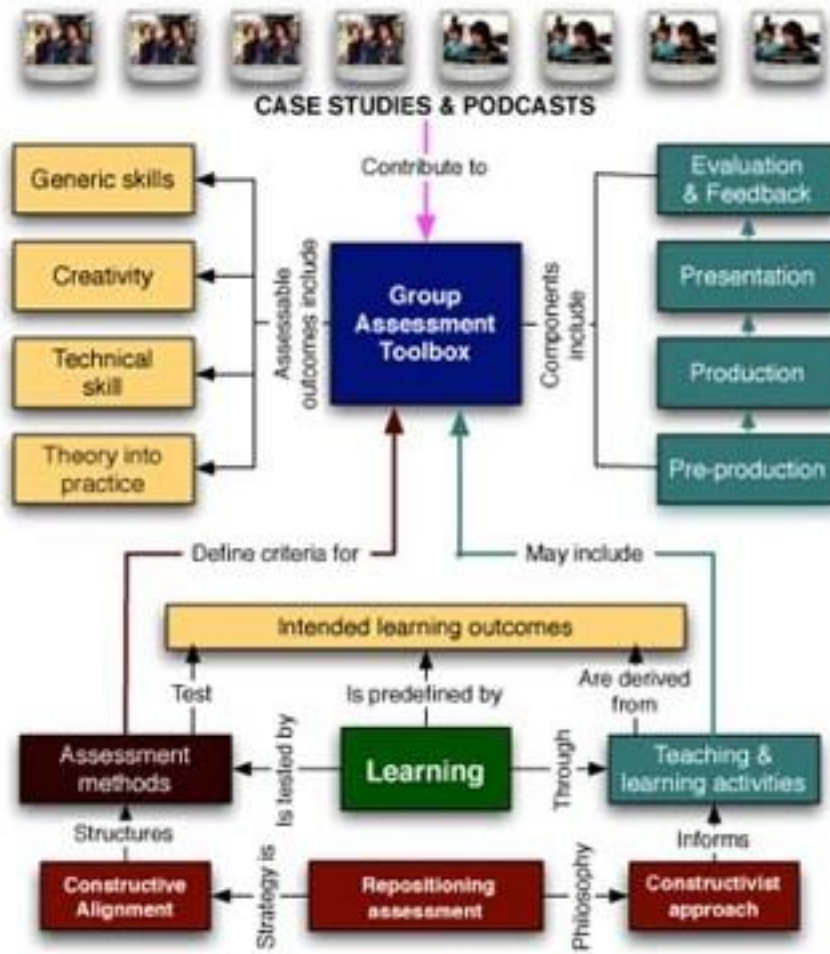 CASE STUDIES & PODCASTS
Contribute to
Generic skills
Creativity
Technical
skill
Theory into
practice
Assessable
outcomes include
Group
Assessment
Toolbox
Components
include
Evaluation
& Feedback
Presentation
Production
Pre-production
Define criteria for
May include
Intended learning outcomes
Test
Is predefined by
Are derived
from
Assessment
methods
Is tested by
Learning
Through
Teaching &
learning activities
Structures
Informs
Constructive
Alignment
Strategy is
Repositioning
assessment
Philosophy
Constructivist
approach